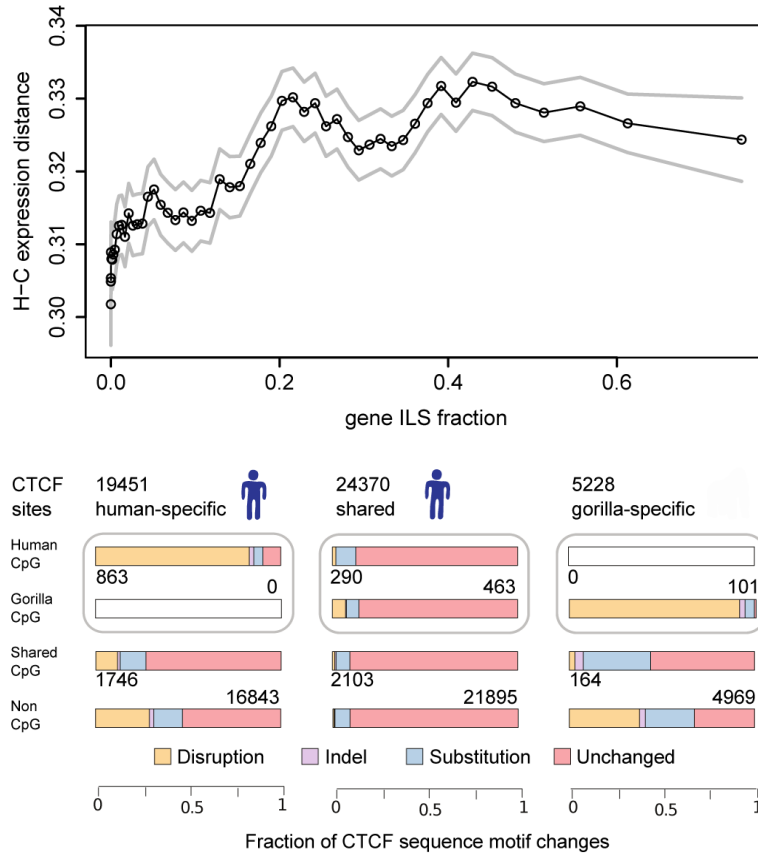 0.34
0.33
0.32
0.31
0.30
H−C expression distance
0.0 0.2 0.4 0.6
gene ILS fraction
CTCF sites
19451 human-specific
24370 shared
5228 gorilla-specific
Human CpG
863 290 0
Gorilla CpG
0 463 101
Shared CpG
1746 2103 164
Non CpG
16843 21895 4969
Disruption Indel Substitution Unchanged
0 0.5 1 0 0.5 1 0 0.5 1
Fraction of CTCF sequence motif changes